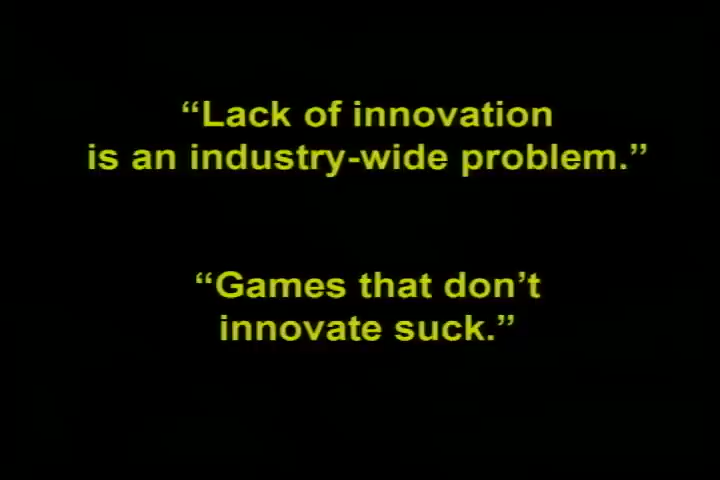 “Lack of innovation
is an industry-wide problem.”
“Games that don’t
innovate suck.”